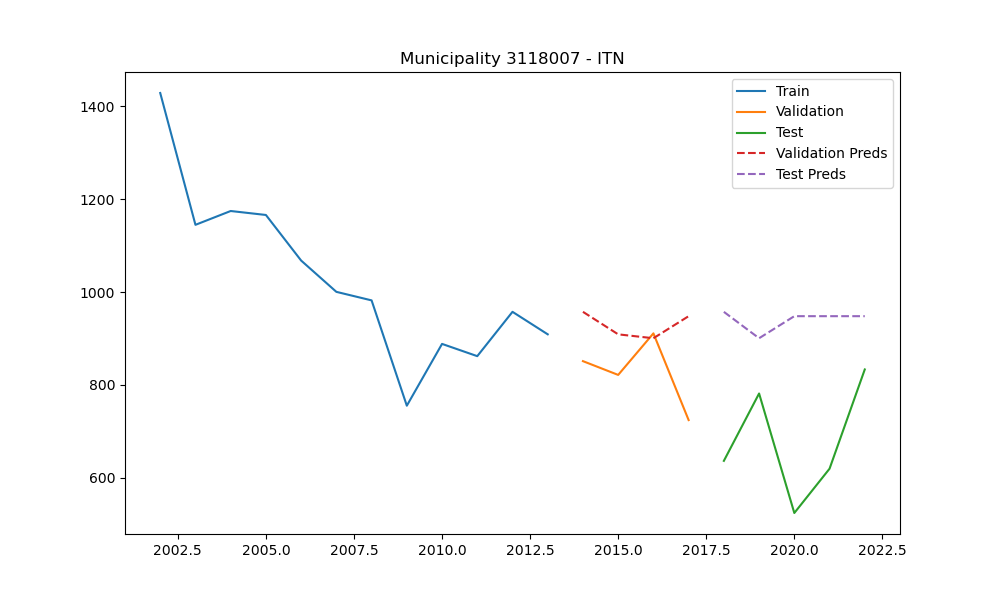 Municipality 3118007 - ITN
Train
Validation
Test
Validation Preds
Test Preds
1400
1200
1000
800
600
2002.5 2005.0 2007.5 2010.0 2012.5 2015.0 2017.5 2020.0 2022.5